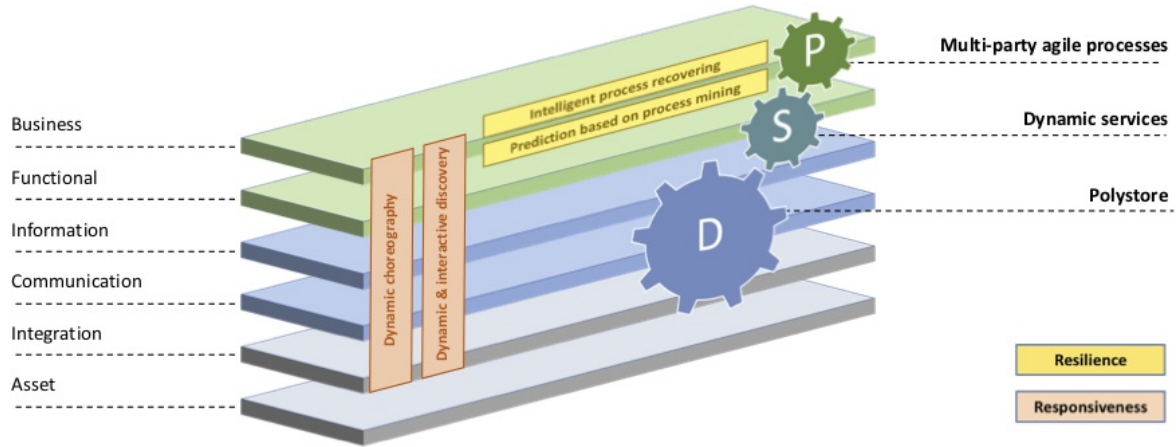 Business
Functional
Information
Communication
Integration
Asset
Dynamic choreography
Dynamic & interactive discovery
Intelligent process recovering
Prediction based on process mining
P
S
D
Multi-party agile processes
Dynamic services
Polystore
Resilience
Responsiveness